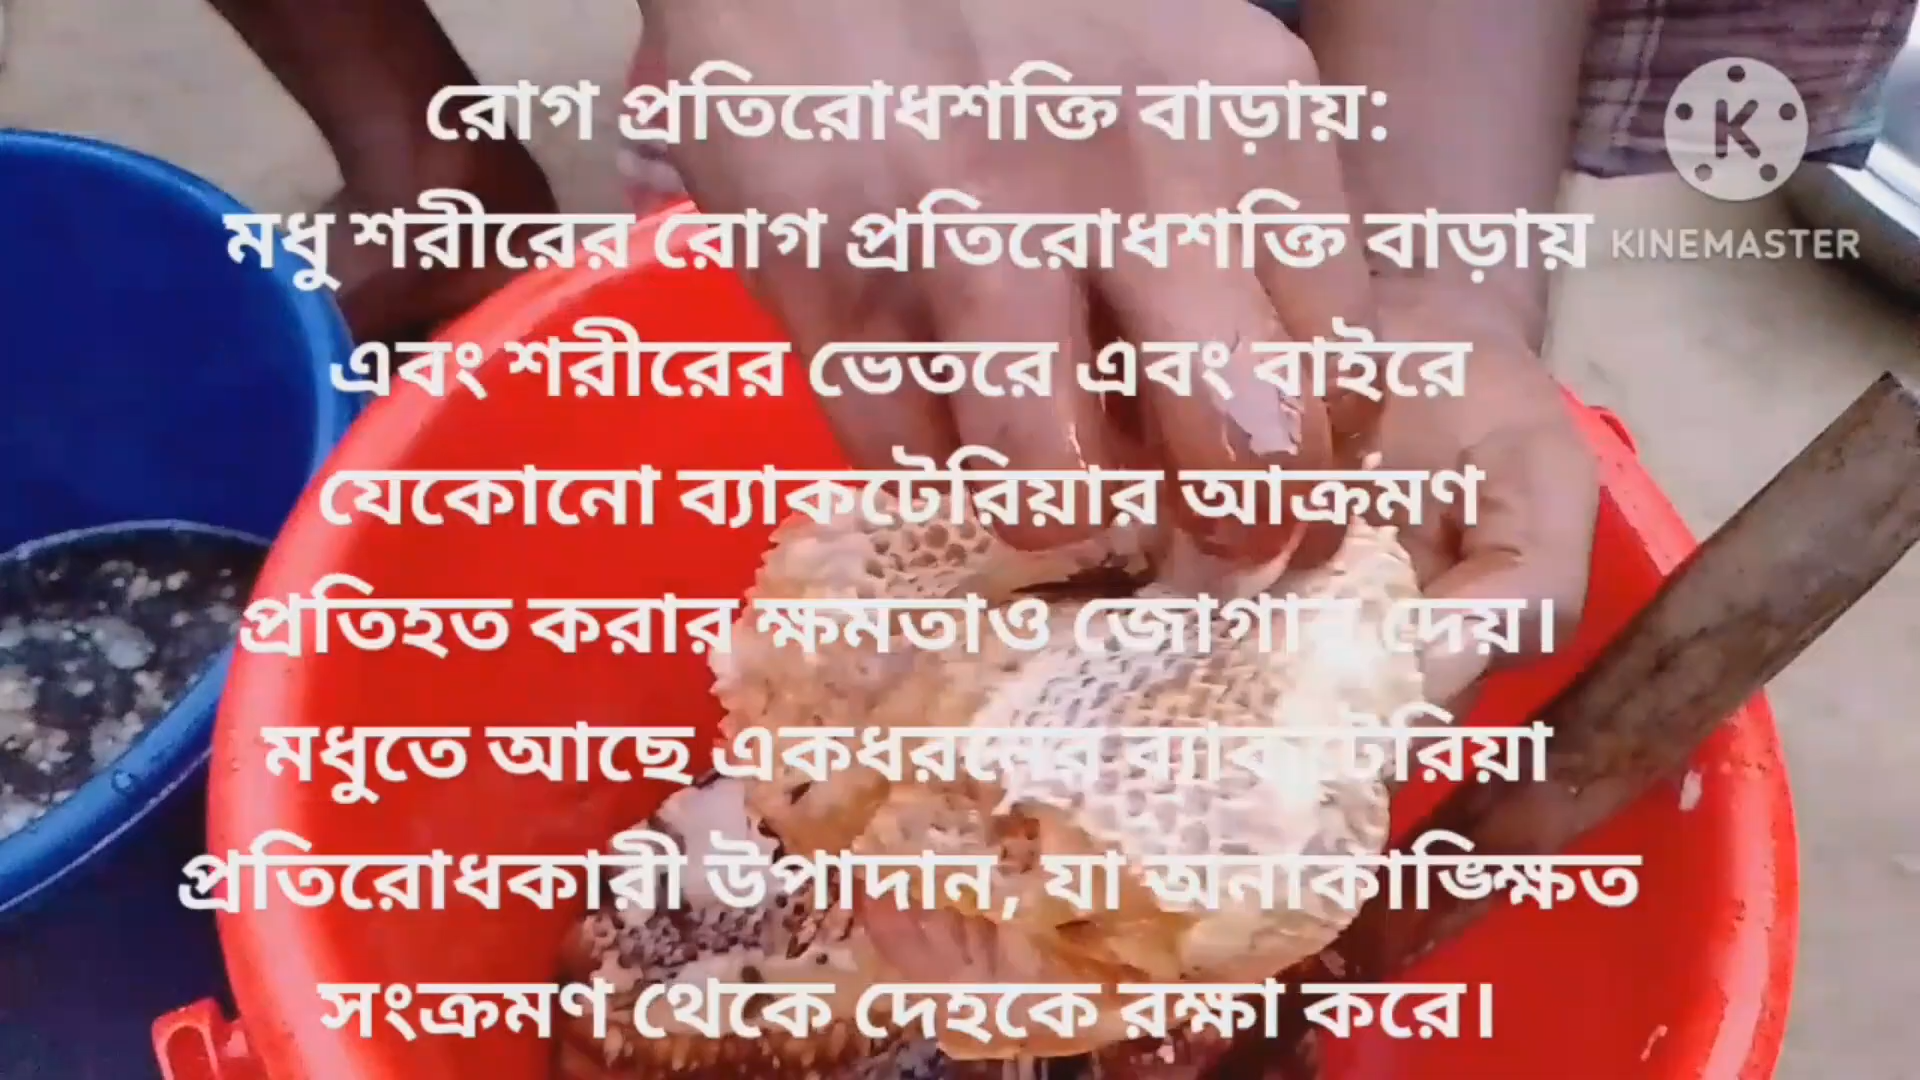 রোগ প্রতিরোধশক্তি বাড়ায়:
মধু শরীরের রোগ প্রতিরোধশক্তি বাড়ায়
KINEMASTER
এবং শরীরের ভেতরে এবং বাইরে
যেকোনো ব্যাকটেরিয়ার আক্রমণ
প্রতিহত করার ক্ষমতাও জোগান দেয়।
মধুতে আছে একধরনের ব্যাকটেরিয়া
প্রতিরোধকারী উপাদান, যা অনাকাঙ্ক্ষিত
সংক্রমণ থেকে দেহকে রক্ষা করে।